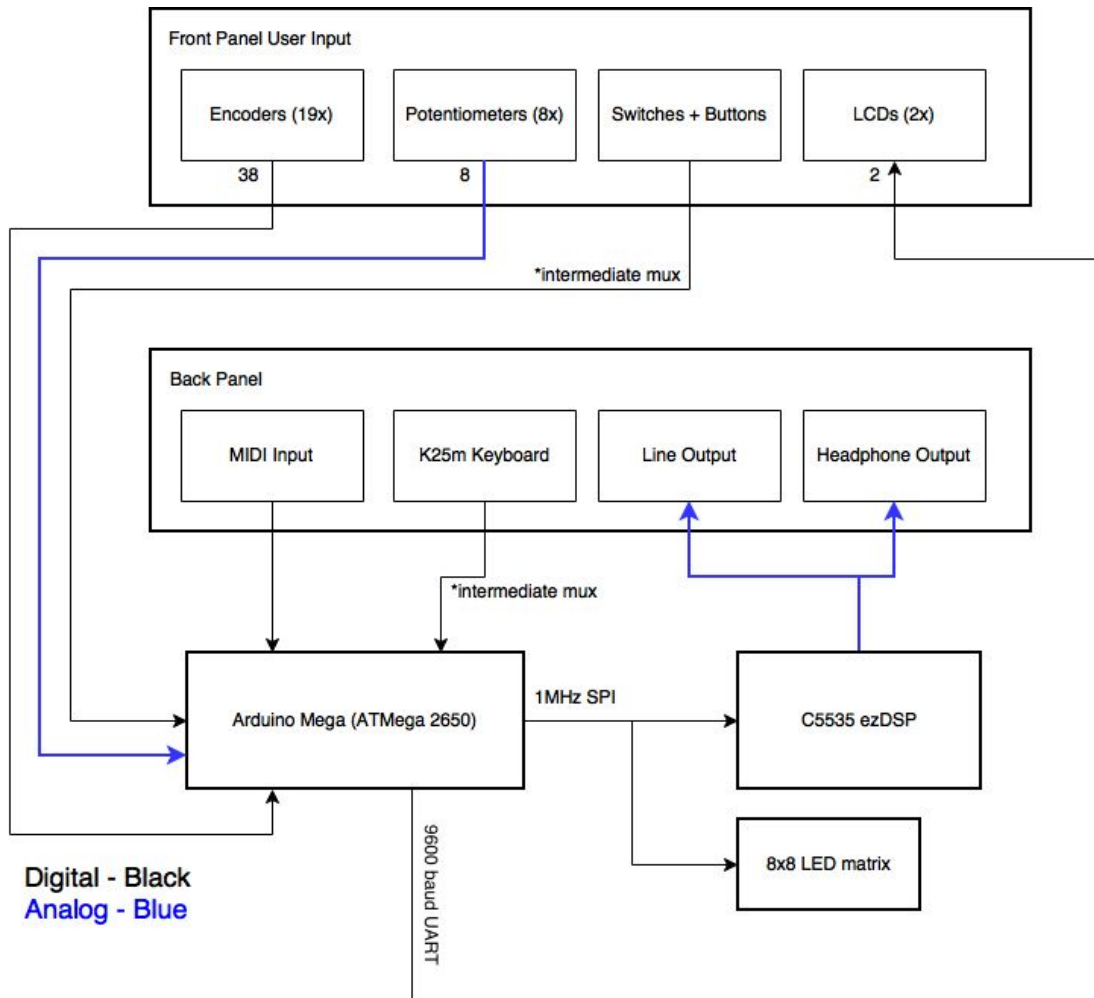 Front Panel User Input
Encoders (19x)
Potentiometers (8x)
Switches + Buttons
LCDs (2x)
38
8
2
*intermediate mux
Back Panel
MIDI Input
K25m Keyboard
Line Output
Headphone Output
*intermediate mux
Arduino Mega (ATMega 2650)
1MHz SPI
C5535 ezDSP
8x8 LED matrix
9600 baud UART
Digital - Black
Analog - Blue